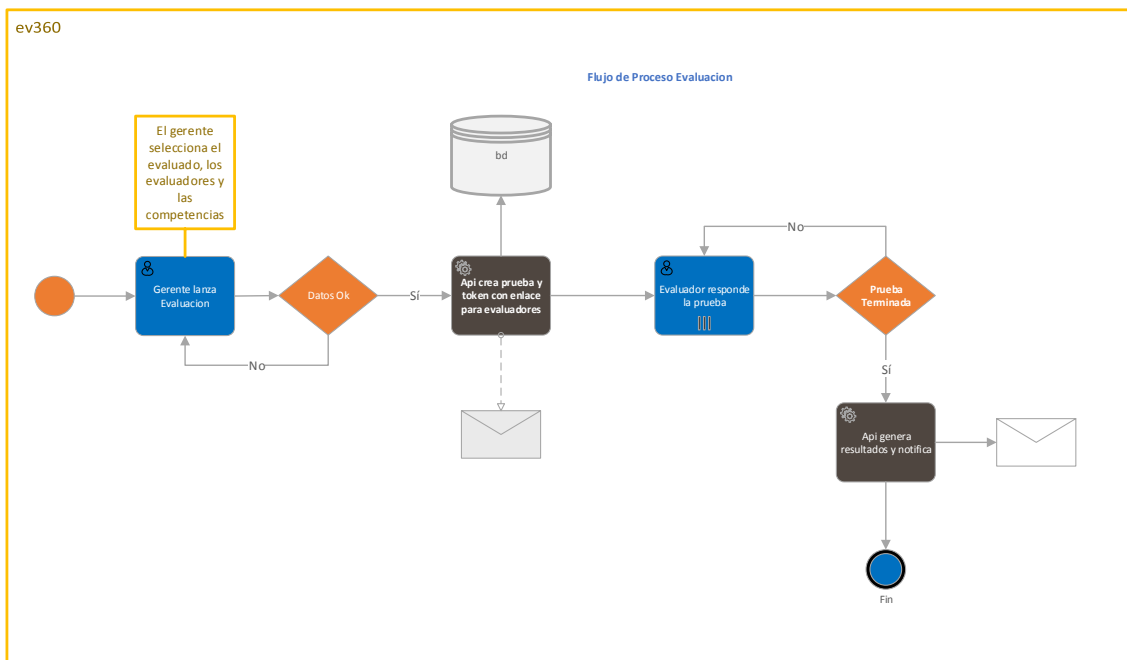 ev360
Flujo de Proceso Evaluacion
El gerente
selecciona el
evaluado, los
evaluadores y
las
competencias
bd
No
Gerente lanza
Evaluacion
Datos Ok
Sí
Api crea prueba y
token con enlace
para evaluadores
Evaluador responde
la prueba
Prueba
Terminada
No
Sí
Api genera
resultados y notifica
Fin